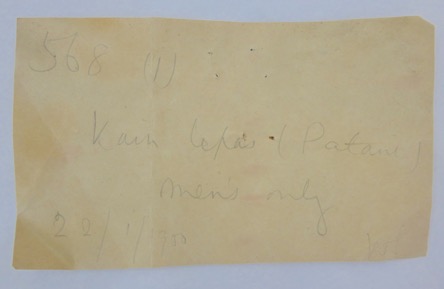 568 (1)
Kain lepas (Patani)
men's only
22/1/